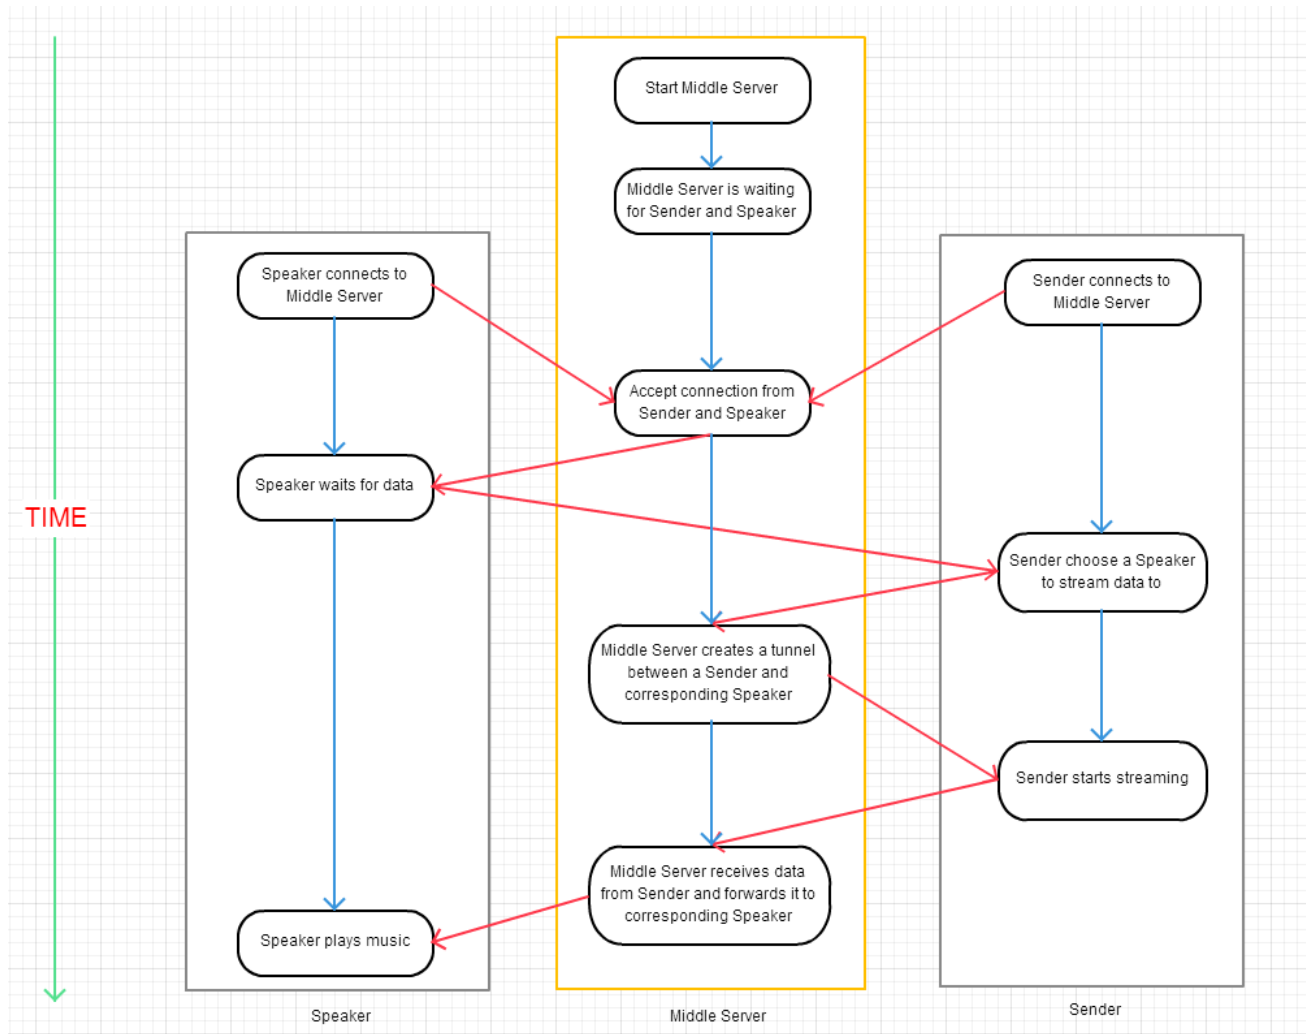 Start Middle Server
Middle Server is waiting
for Sender and Speaker
Speaker connects to
Middle Server
Sender connects to
Middle Server
Accept connection from
Sender and Speaker
Speaker waits for data
TIME
Sender choose a Speaker
to stream data to
Middle Server creates a tunnel
between a Sender and
corresponding Speaker
Sender starts streaming
Middle Server receives data
from Sender and forwards it to
corresponding Speaker
Speaker plays music
Speaker
Middle Server
Sender